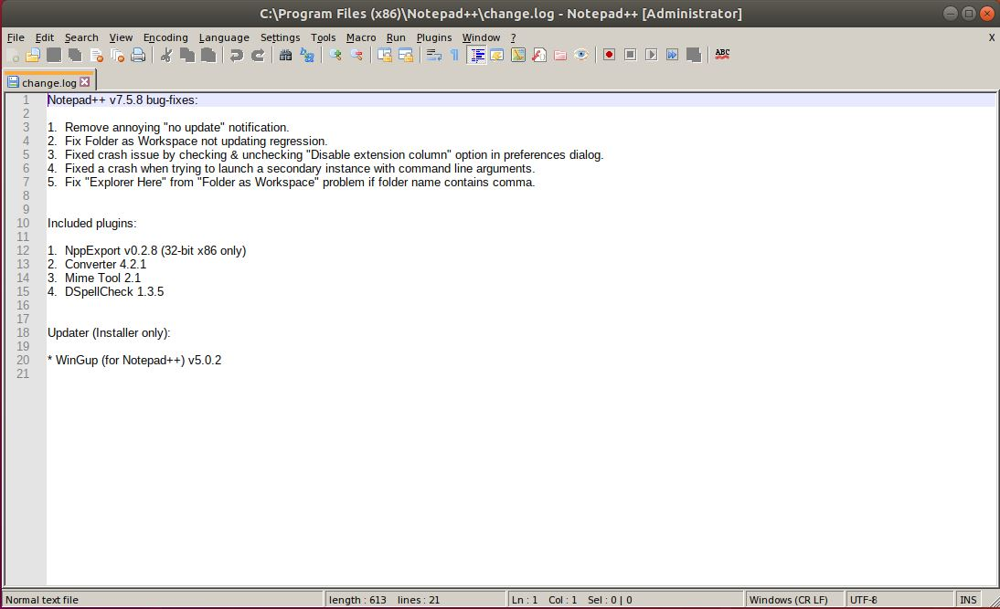 C:\Program Files (x86)\Notepad++\change.log - Notepad++ [Administrator]
File Edit Search View Encoding Language Settings Tools Macro Run Plugins Window ? X
ABC
change.log
1 Notepad++ v7.5.8 bug-fixes:
2
3 1. Remove annoying "no update" notification.
4 2. Fix Folder as Workspace not updating regression.
5 3. Fixed crash issue by checking & unchecking "Disable extension column" option in preferences dialog.
6 4. Fixed a crash when trying to launch a secondary instance with command line arguments.
7 5. Fix "Explorer Here" from "Folder as Workspace" problem if folder name contains comma.
8
9
10 Included plugins:
11
12 1. NppExport v0.2.8 (32-bit x86 only)
13 2. Converter 4.2.1
14 3. Mime Tool 2.1
15 4. DSpellCheck 1.3.5
16
17
18 Updater (Installer only):
19
20 * WinGup (for Notepad++) v5.0.2
21
Normal text file length : 613 lines : 21 Ln : 1 Col : 1 Sel : 0 | 0 Windows (CR LF) UTF-8 INS